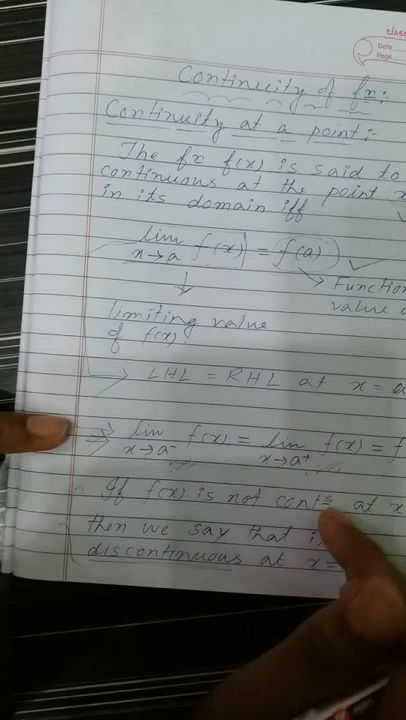 class
Date
Page
Continuity of fn:
Continuity at a point:-
The fn f(x) is said to
continuous at the point x
in its domain iff
lim f(x) = f(a)
x→a
→ Function
value
limiting value
of f(x).
→ LHL = RHL at x = a
⇒ lim f(x) = lim f(x) = f
x→a⁻ x→a⁺
If f(x) is not conts at x
then we say that
discontinuous at x=